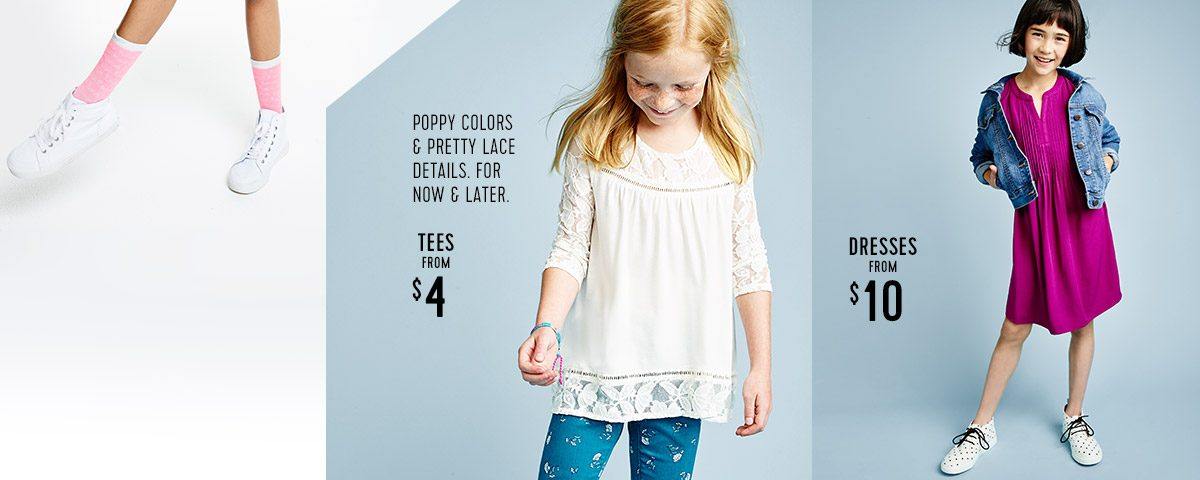 POPPY COLORS
& PRETTY LACE
DETAILS. FOR
NOW & LATER.
TEES
FROM
$4
DRESSES
FROM
$10